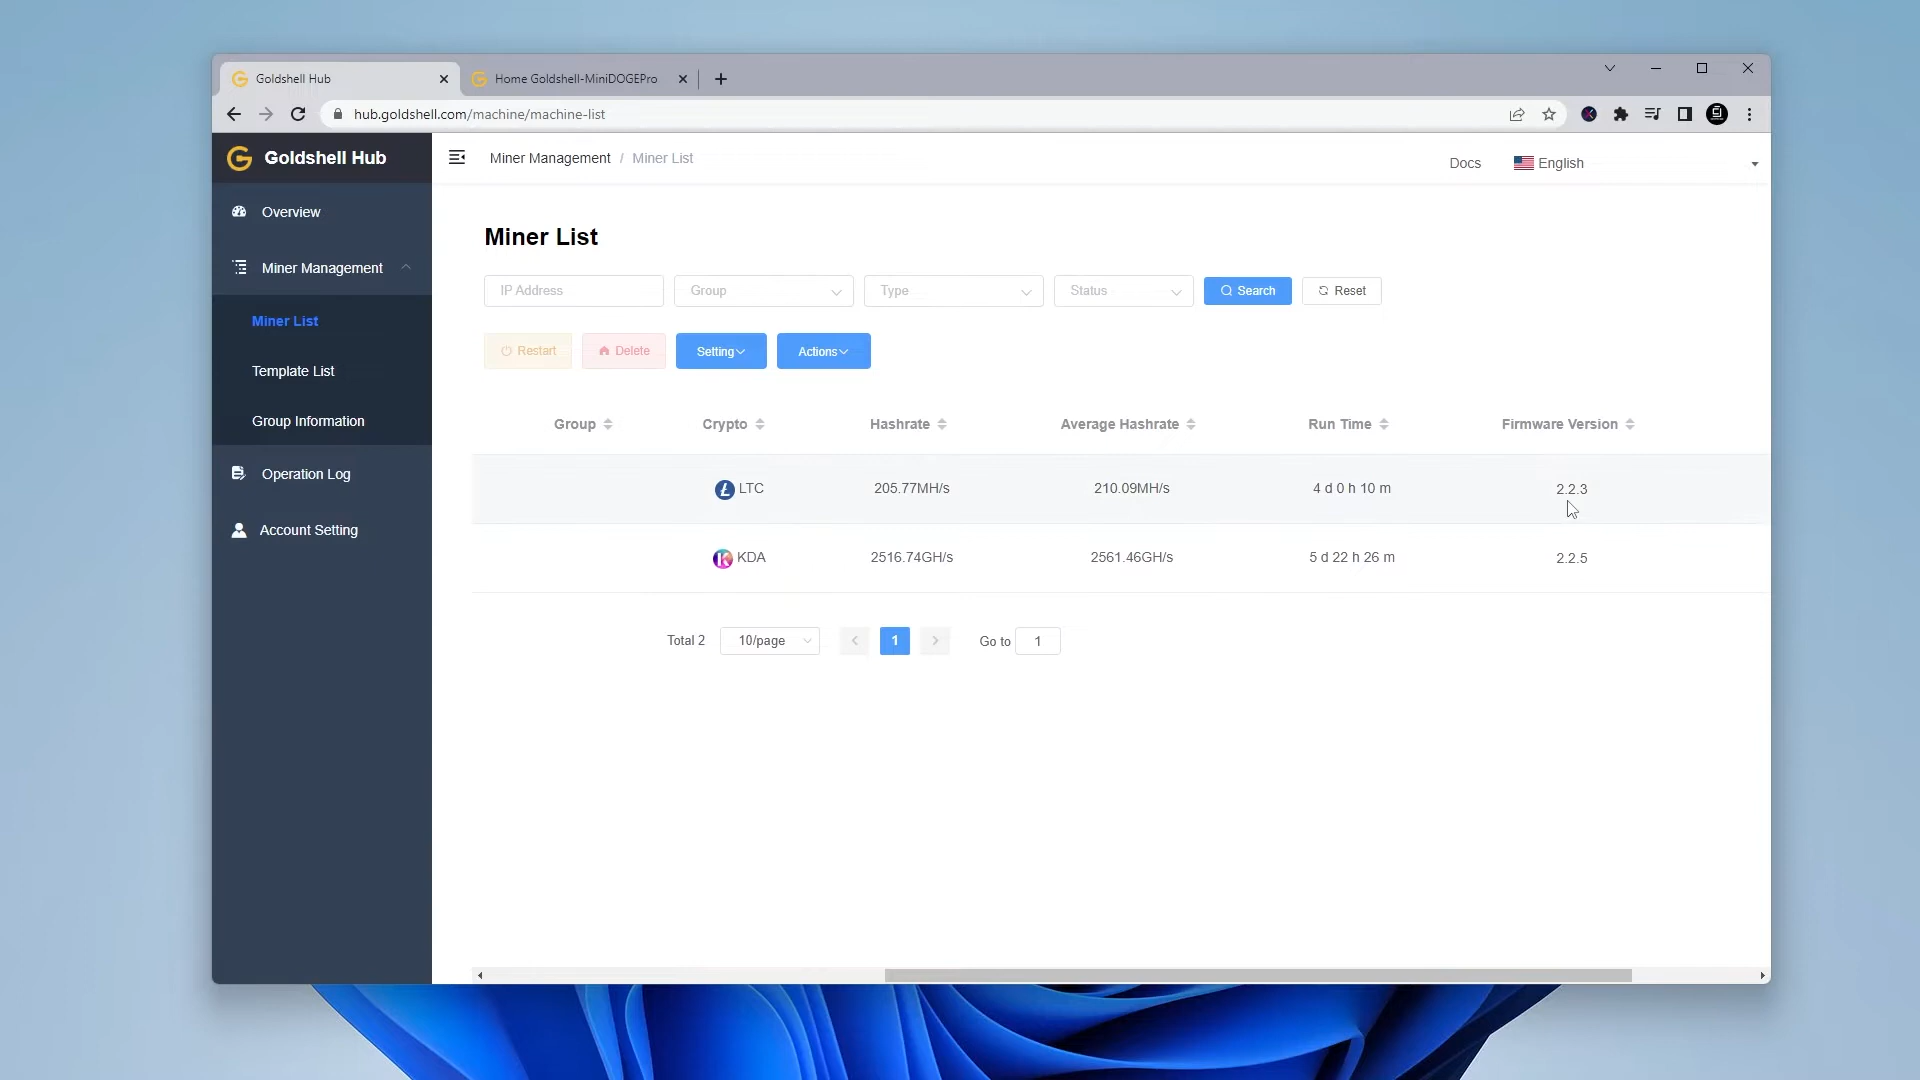 Goldshell Hub
Home Goldshell-MiniDOGEPro
hub.goldshell.com/machine/machine-list
Goldshell Hub
Miner Management / Miner List
Docs
English
Overview
Miner Management
Miner List
Template List
Group Information
Operation Log
Account Setting
Miner List
IP Address
Group
Type
Status
Search
Reset
Restart
Delete
Setting
Actions
Group Crypto Hashrate Average Hashrate Run Time Firmware Version
LTC 205.77MH/s 210.09MH/s 4 d 0 h 10 m 2.2.3
KDA 2516.74GH/s 2561.46GH/s 5 d 22 h 26 m 2.2.5
Total 2 10/page 1 Go to 1